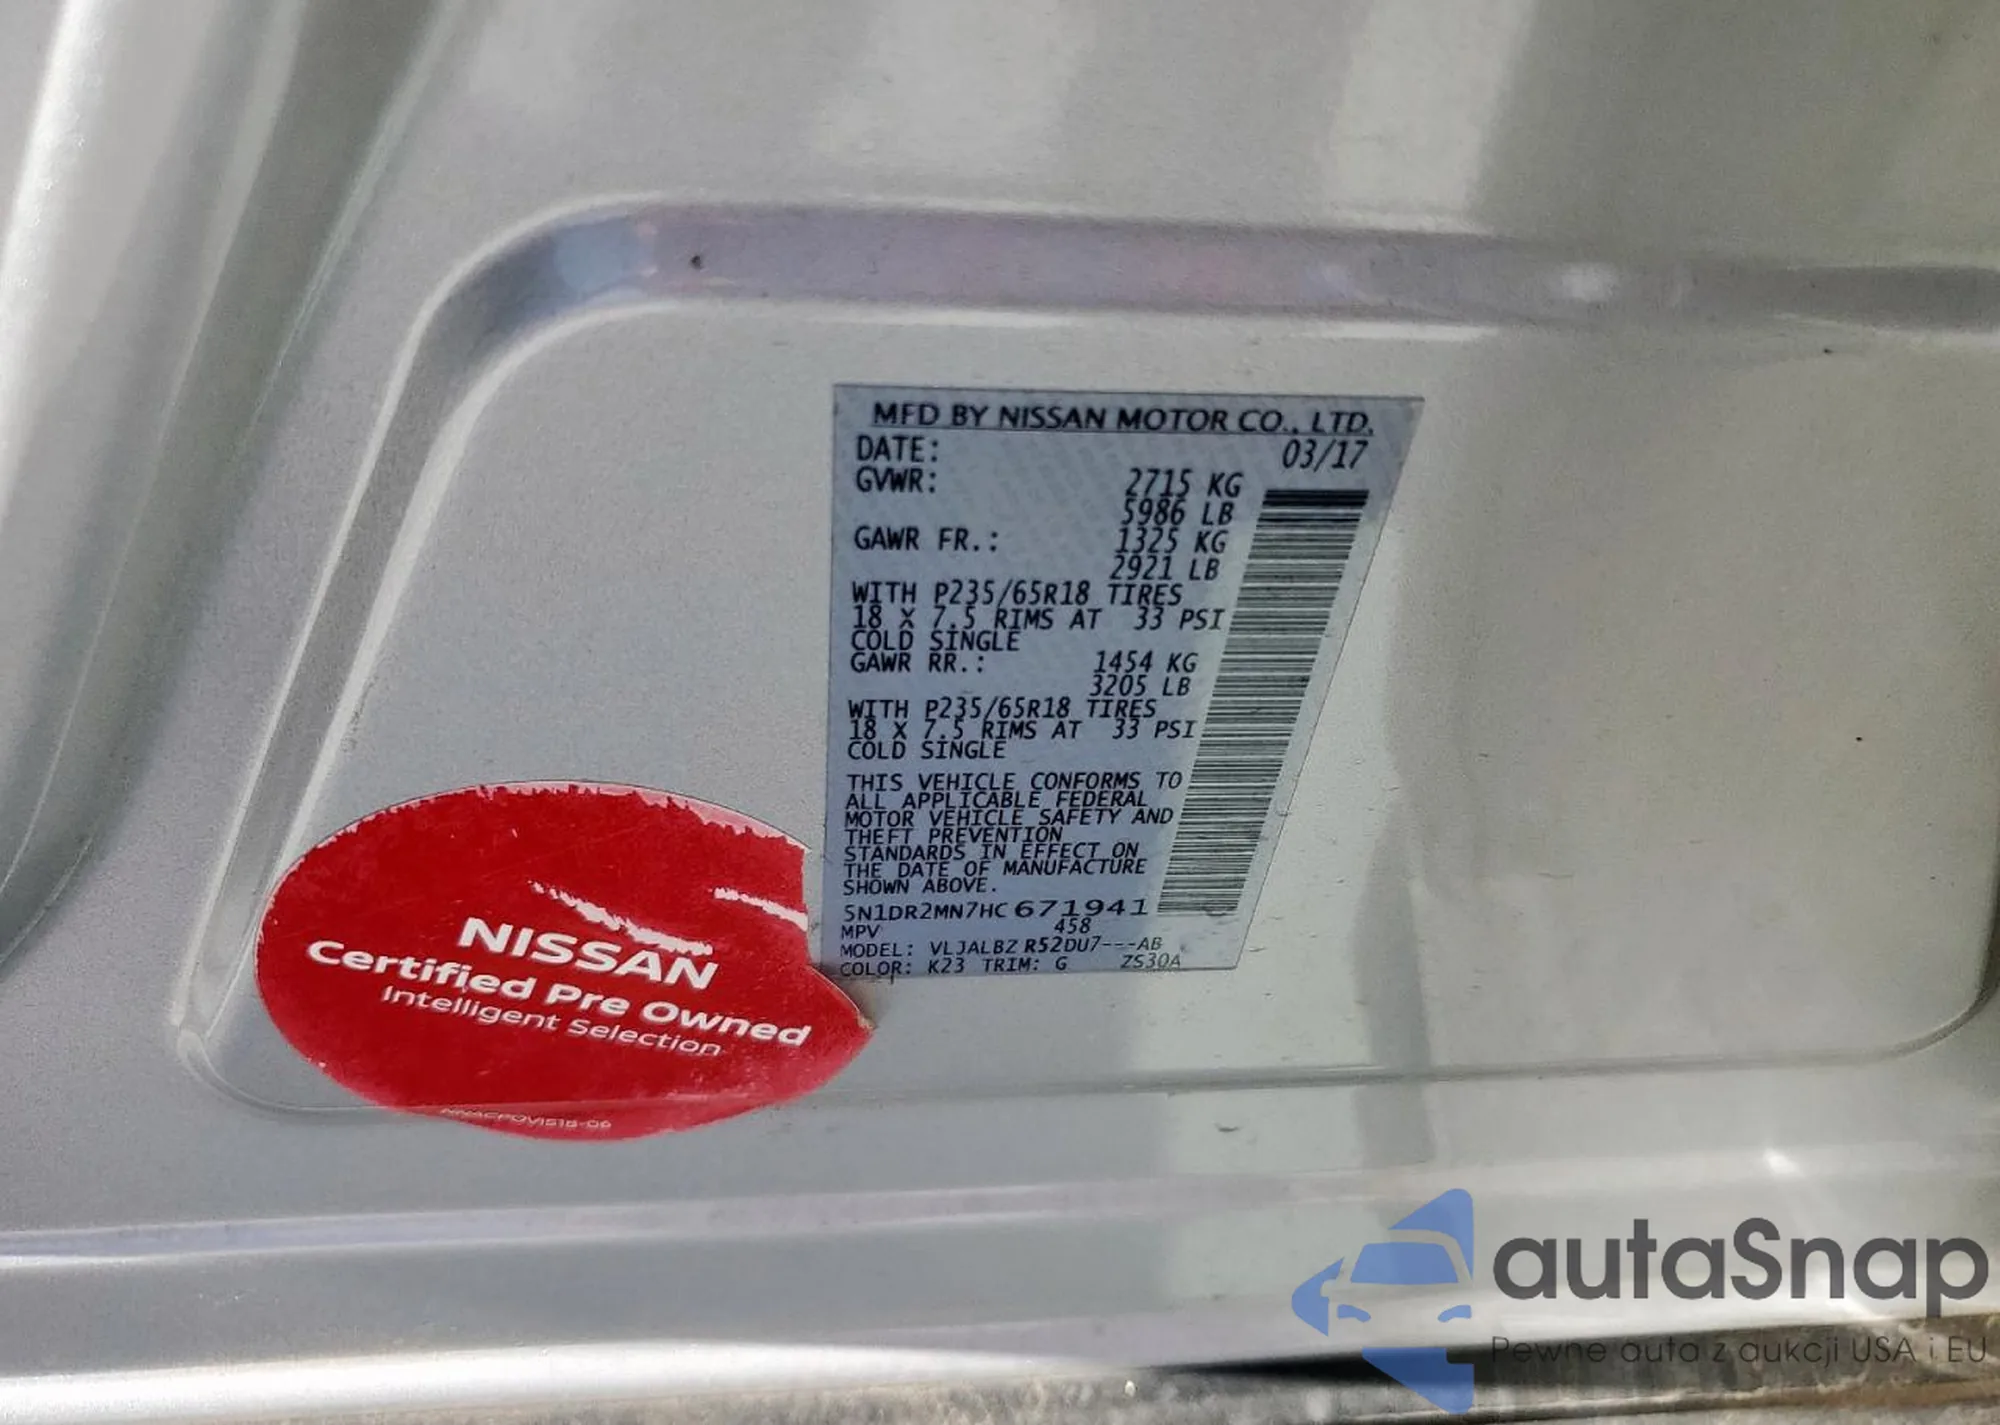 MFD BY NISSAN MOTOR CO., LTD.
DATE: 03/17
GVWR: 2715 KG
5986 LB
GAWR FR.: 1325 KG
2921 LB
WITH P235/65R18 TIRES
18 X 7.5 RIMS AT 33 PSI
COLD SINGLE
GAWR RR.: 1454 KG
3205 LB
WITH P235/65R18 TIRES
18 X 7.5 RIMS AT 33 PSI
COLD SINGLE
THIS VEHICLE CONFORMS TO
ALL APPLICABLE FEDERAL
MOTOR VEHICLE SAFETY AND
THEFT PREVENTION
STANDARDS IN EFFECT ON
THE DATE OF MANUFACTURE
SHOWN ABOVE.
5N1DR2MN7HC671941
MPV 458
MODEL: VLJALBZ R52DU7---AB
COLOR: K23 TRIM: G ZS30A
NISSAN
Certified Pre Owned
Intelligent Selection
autaSnap
Pewne auta z aukcji USA i EU